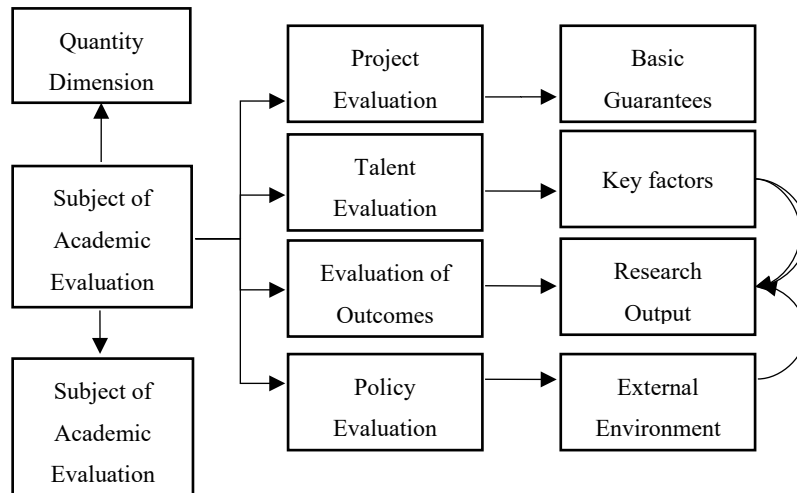 Quantity
Dimension
Subject of
Academic
Evaluation
Subject of
Academic
Evaluation
Project
Evaluation
Talent
Evaluation
Evaluation of
Outcomes
Policy
Evaluation
Basic
Guarantees
Key factors
Research
Output
External
Environment